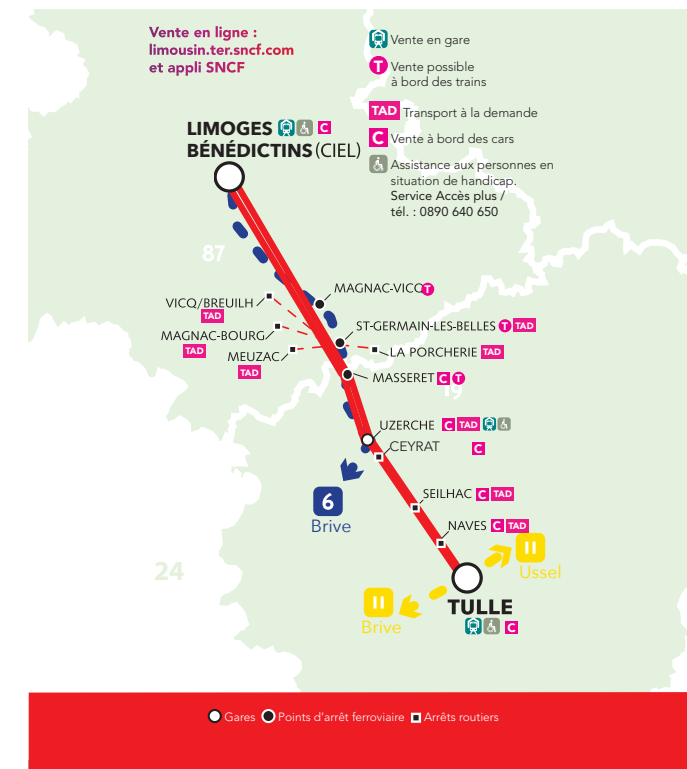 Vente en ligne :
limousin.ter.sncf.com
et appli SNCF
Vente en gare
T Vente possible
à bord des trains
TAD Transport à la demande
C Vente à bord des cars
Assistance aux personnes en
situation de handicap.
Service Accès plus /
tél. : 0890 640 650
LIMOGES C
BÉNÉDICTINS (CIEL)
87
MAGNAC-VICQ T
VICQ/BREUILH
TAD
ST-GERMAIN-LES-BELLES T TAD
MAGNAC-BOURG
TAD
LA PORCHERIE TAD
MEUZAC
TAD
MASSERET C T
19
UZERCHE C TAD
CEYRAT C
6
Brive
SEILHAC C TAD
NAVES C TAD
24
11
Ussel
11
Brive
TULLE
C
Gares Points d'arrêt ferroviaire Arrêts routiers